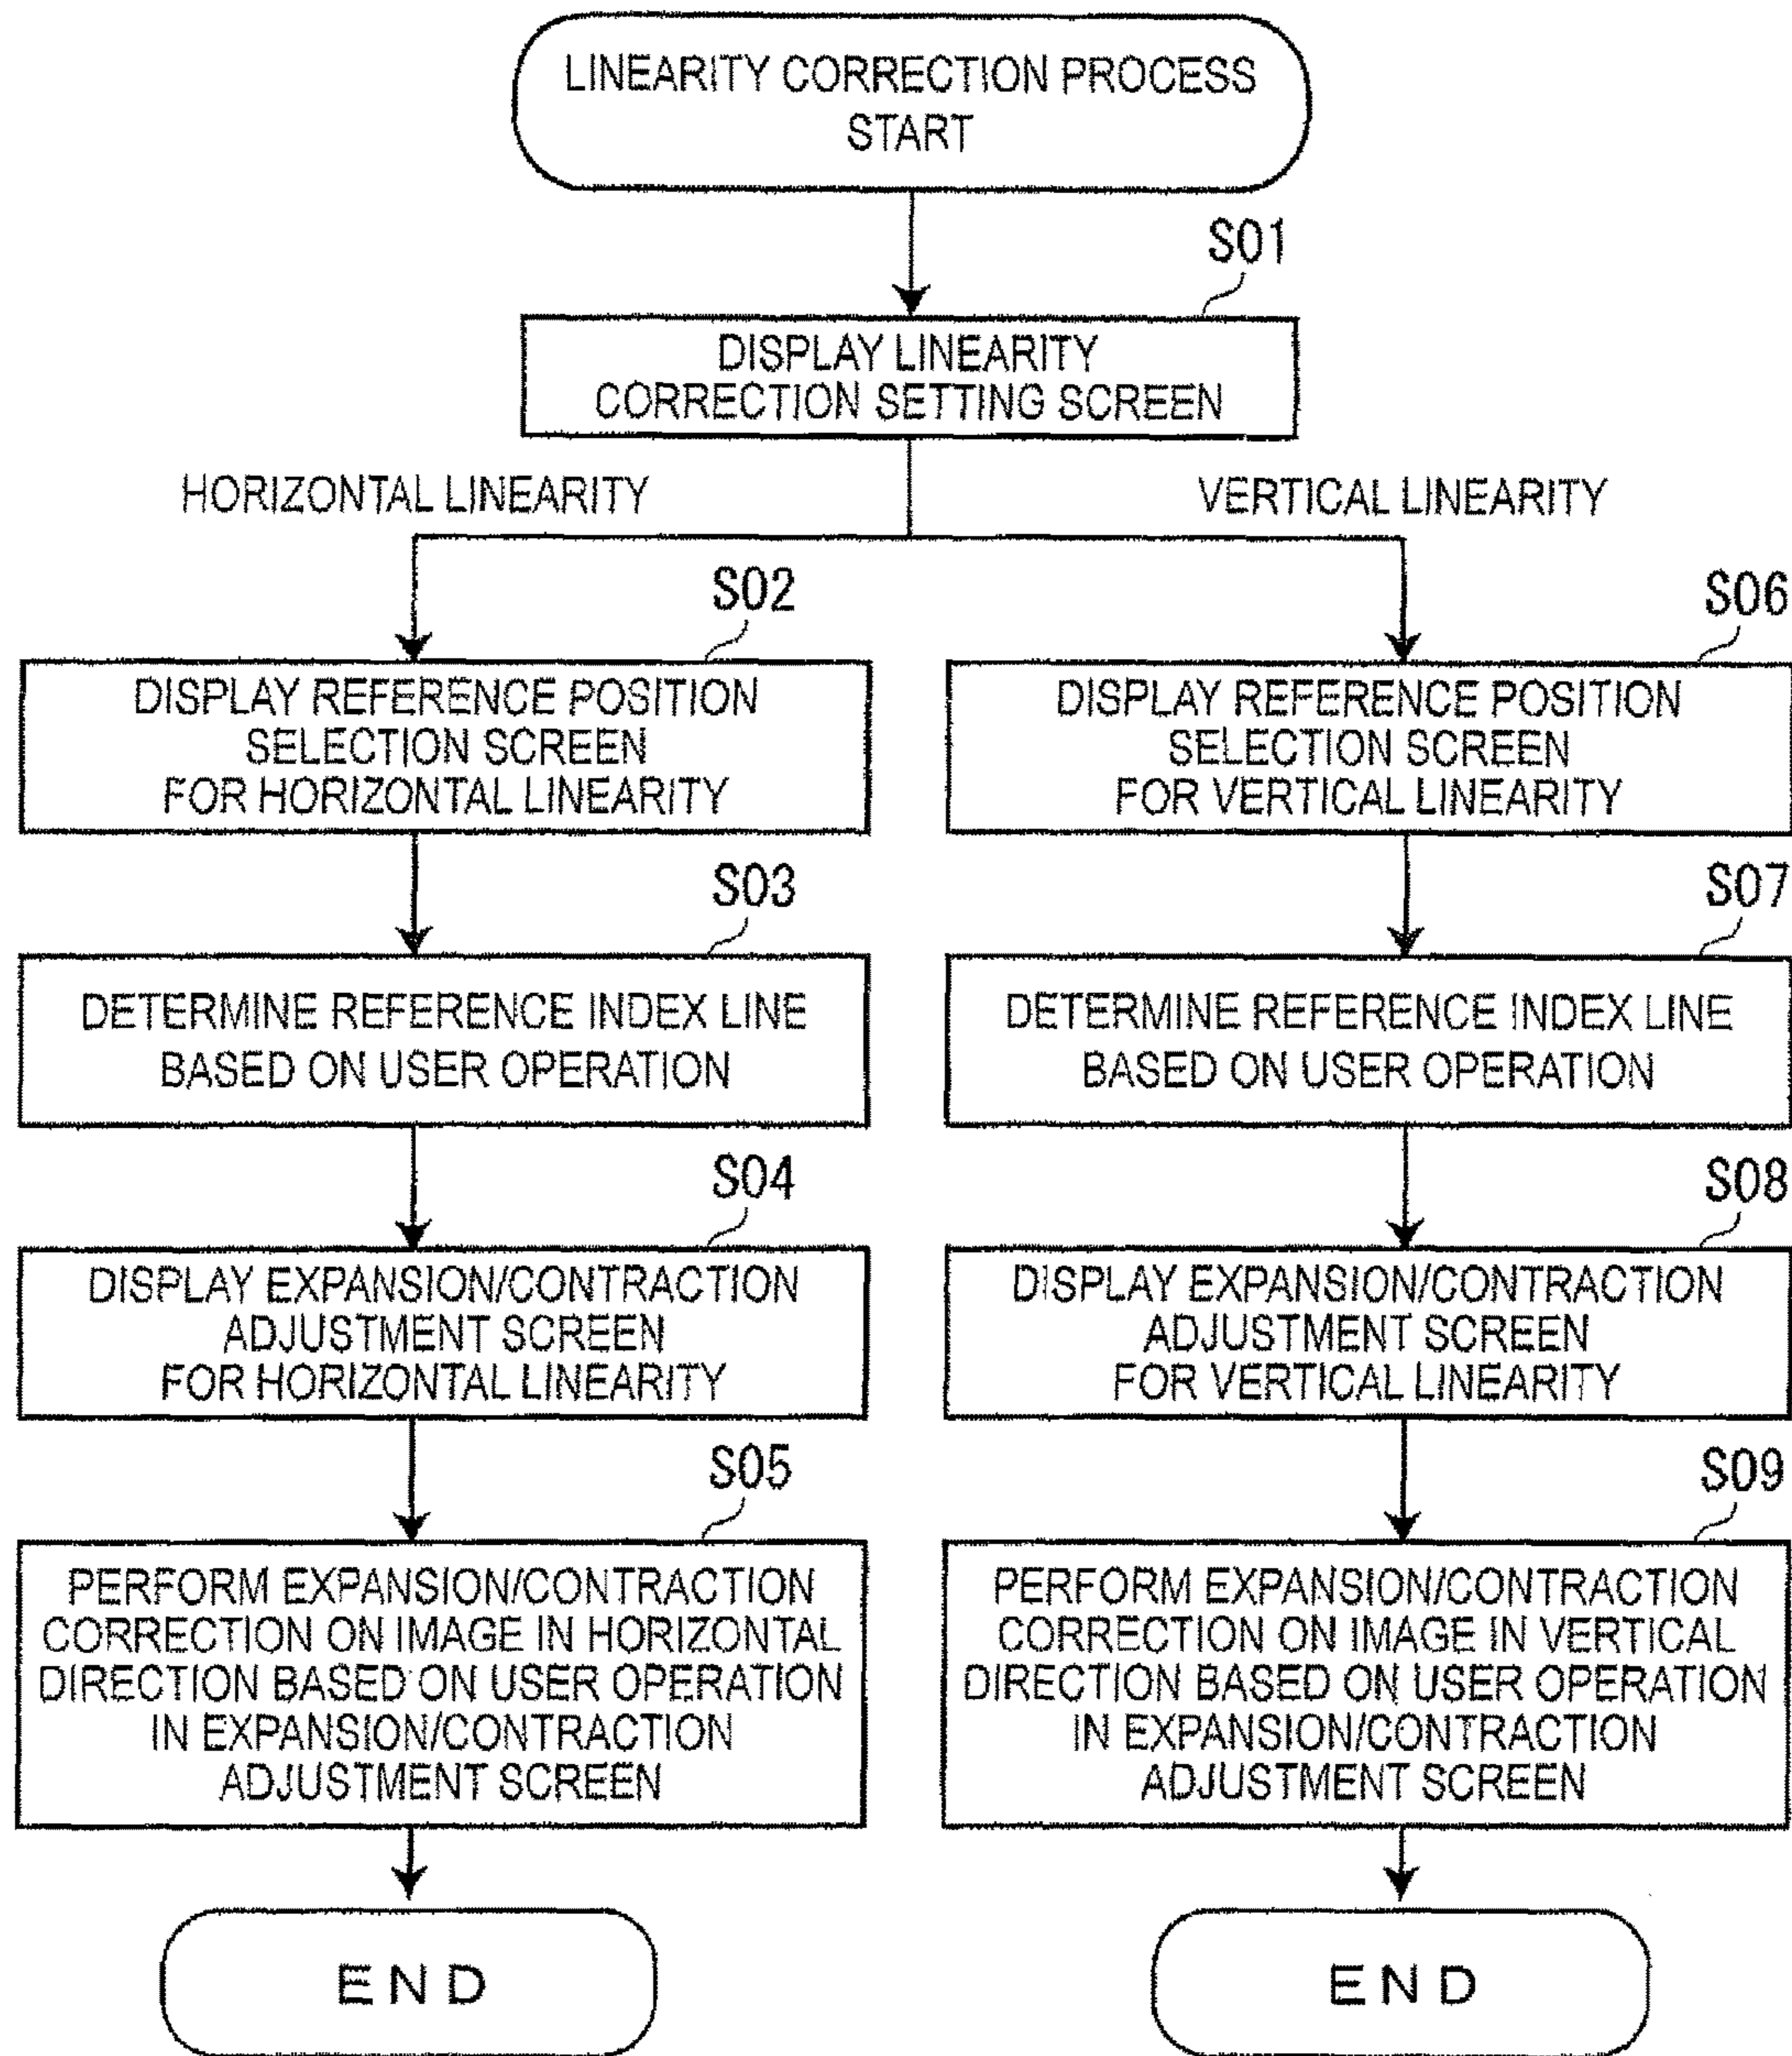 LINEARITY CORRECTION PROCESS
START
S01
DISPLAY LINEARITY
CORRECTION SETTING SCREEN
HORIZONTAL LINEARITY
VERTICAL LINEARITY
S02
DISPLAY REFERENCE POSITION
SELECTION SCREEN
FOR HORIZONTAL LINEARITY
S03
DETERMINE REFERENCE INDEX LINE
BASED ON USER OPERATION
S04
DISPLAY EXPANSION/CONTRACTION
ADJUSTMENT SCREEN
FOR HORIZONTAL LINEARITY
S05
PERFORM EXPANSION/CONTRACTION
CORRECTION ON IMAGE IN HORIZONTAL
DIRECTION BASED ON USER OPERATION
IN EXPANSION/CONTRACTION
ADJUSTMENT SCREEN
END
S06
DISPLAY REFERENCE POSITION
SELECTION SCREEN
FOR VERTICAL LINEARITY
S07
DETERMINE REFERENCE INDEX LINE
BASED ON USER OPERATION
S08
DISPLAY EXPANSION/CONTRACTION
ADJUSTMENT SCREEN
FOR VERTICAL LINEARITY
S09
PERFORM EXPANSION/CONTRACTION
CORRECTION ON IMAGE IN VERTICAL
DIRECTION BASED ON USER OPERATION
IN EXPANSION/CONTRACTION
ADJUSTMENT SCREEN
END